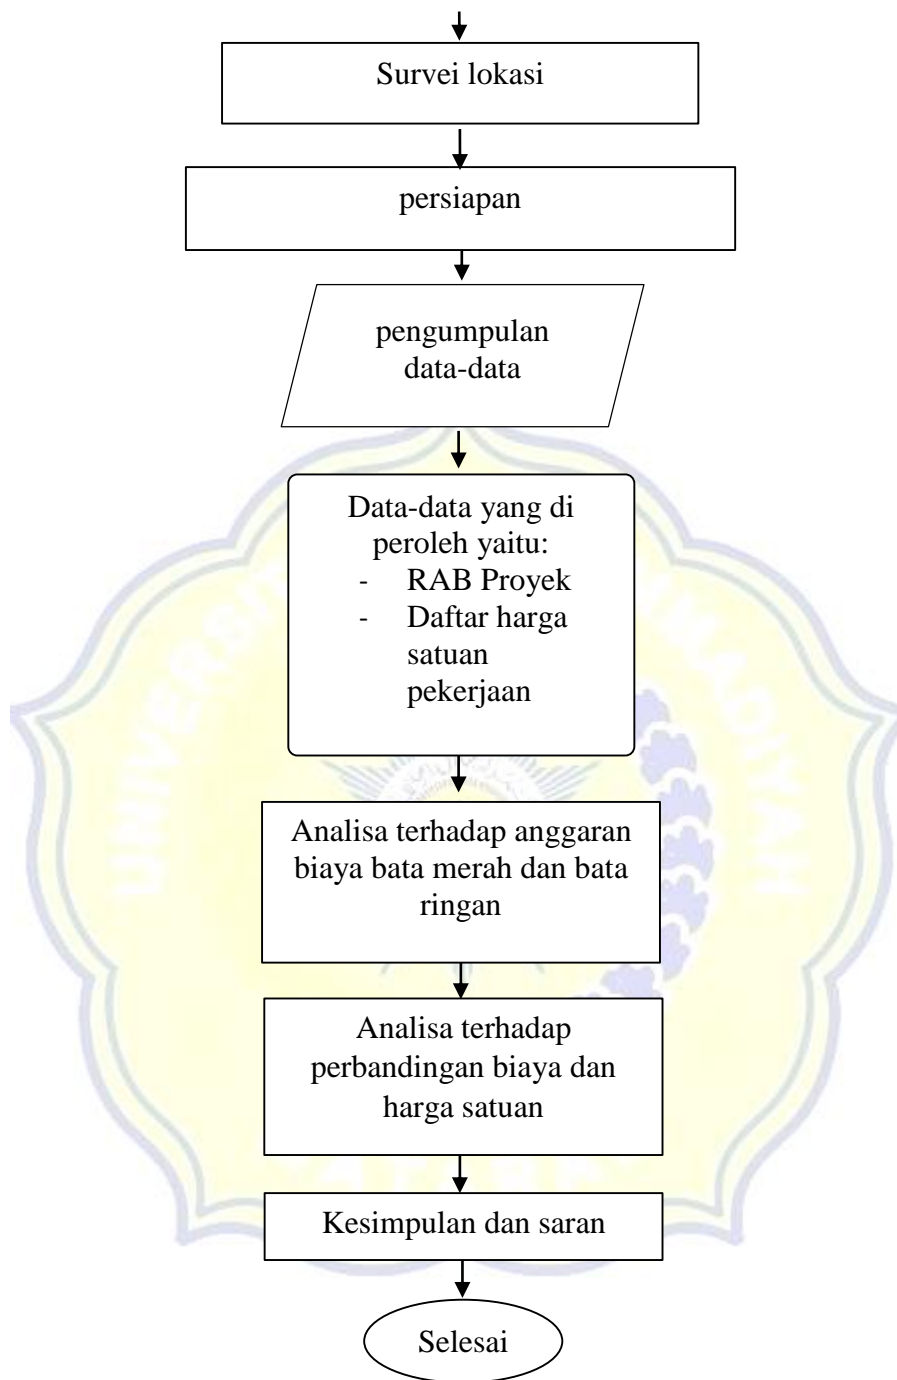 Survei lokasi
persiapan
pengumpulan
data-data
Data-data yang di
peroleh yaitu:
- RAB Proyek
- Daftar harga
satuan
pekerjaan
Analisa terhadap anggaran
biaya bata merah dan bata
ringan
Analisa terhadap
perbandingan biaya dan
harga satuan
Kesimpulan dan saran
Selesai